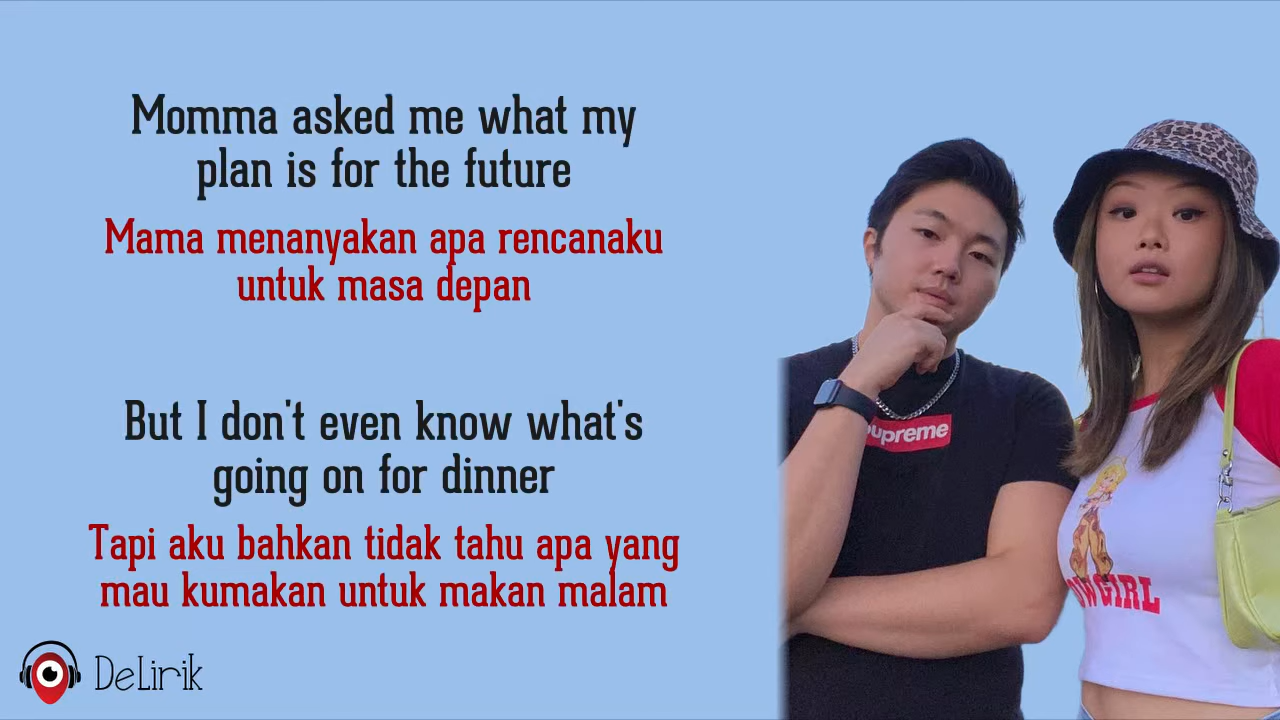 Momma asked me what my
plan is for the future
Mama menanyakan apa rencanaku
untuk masa depan
But I don't even know what's
going on for dinner
Tapi aku bahkan tidak tahu apa yang
mau kumakan untuk makan malam
DeLirik
upreme
OWGIRL